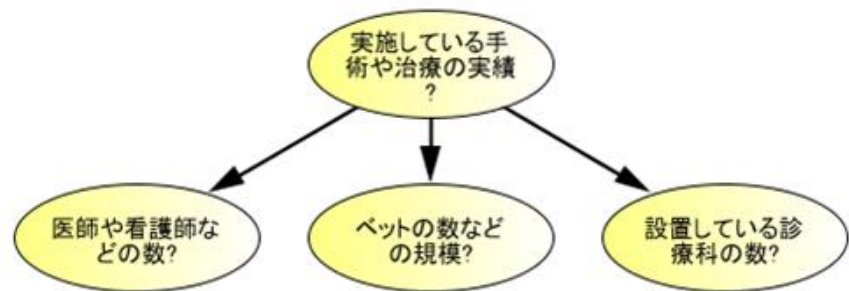 実施している手
術や治療の実績
?
医師や看護師な
どの数?
ベットの数など
の規模?
設置している診
療科の数?